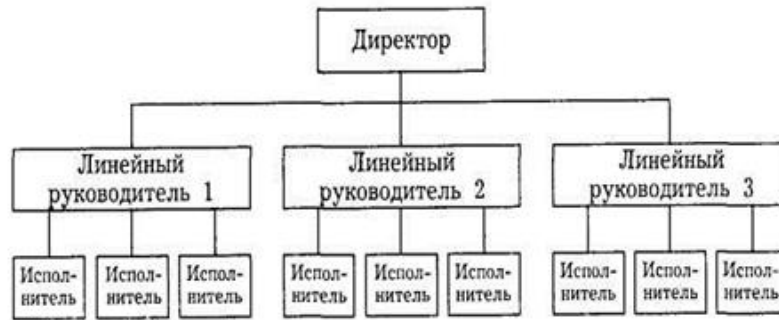 Директор
Линейный
руководитель 1
Линейный
руководитель 2
Линейный
руководитель 3
Испол-
нитель
Испол-
нитель
Испол-
нитель
Испол-
нитель
Испол-
нитель
Испол-
нитель
Испол-
нитель
Испол-
нитель
Испол-
нитель